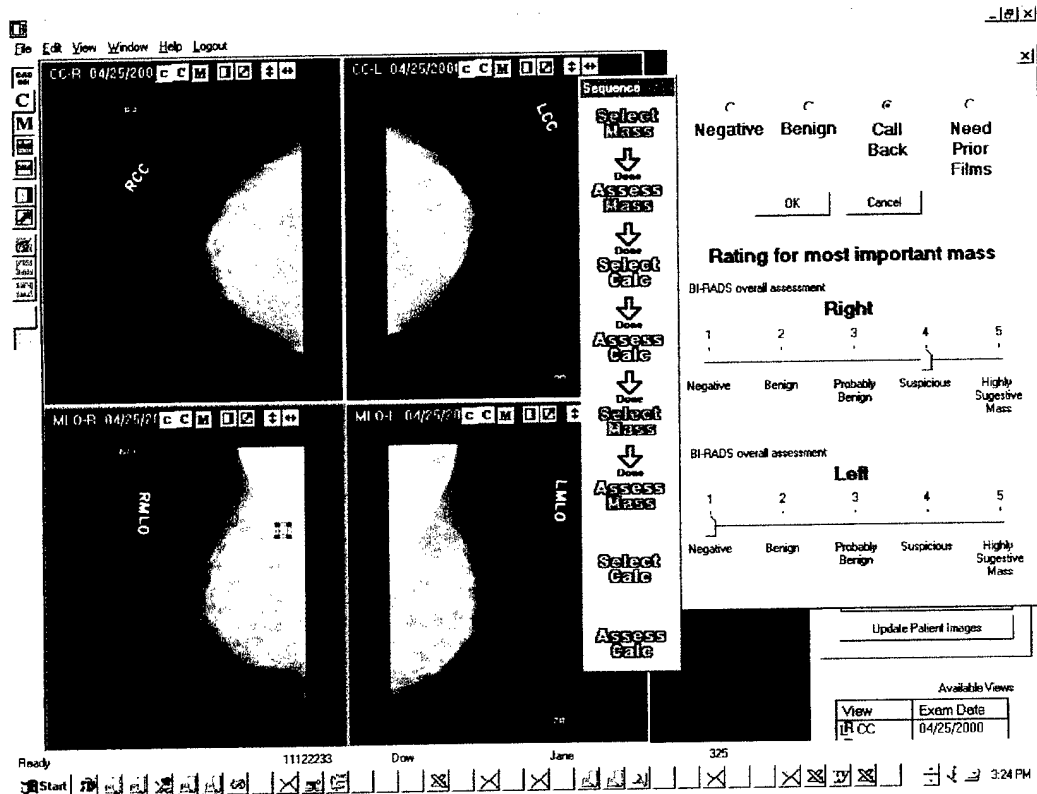 File Edit View Window Help Logout
CC-R 04/25/200 C C M
CC-L 04/25/200 C C M
RCC
LCC
MLO-R 04/25/2 C C M
MLO-L 04/25/20 C C M
RMLO
LMLO
C
M
Sequence
Select
Mass
Done
Assess
Mass
Done
Select
Calc
Done
Assess
Calc
Done
Select
Mass
Done
Assess
Mass
Select
Calc
Assess
Calc
Negative Benign Call Need
Back Prior
Films
OK Cancel
Rating for most important mass
BI-RADS overall assessment
Right
1 2 3 4 5
Negative Benign Probably Suspicious Highly
Benign Sugestive
Mass
BI-RADS overall assessment
Left
1 2 3 4 5
Negative Benign Probably Suspicious Highly
Benign Sugestive
Mass
Update Patient Images
Available Views
View Exam Date
CC 04/25/2000
Ready 11122233 Dow Jane 325
Start 3:24 PM